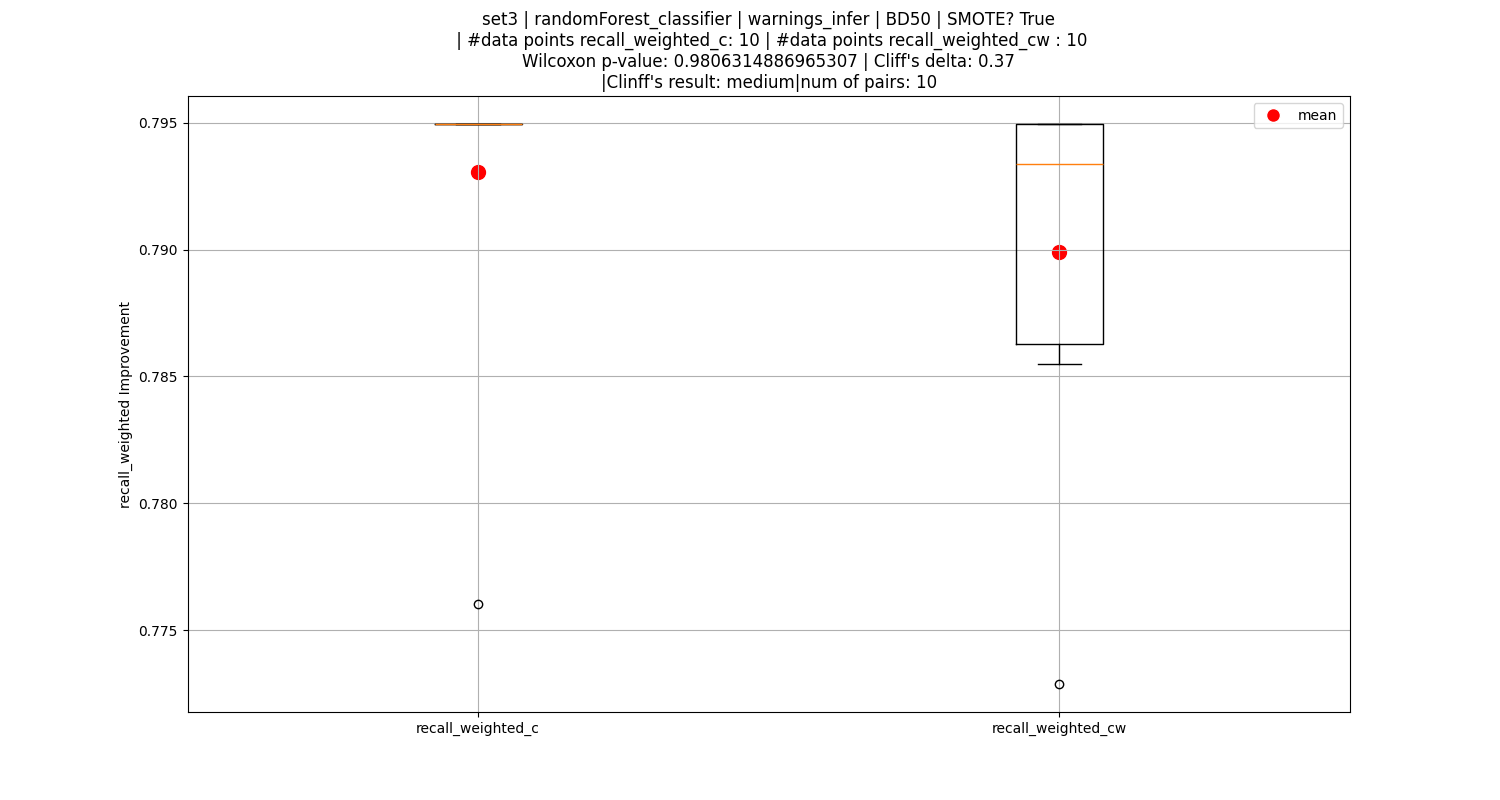 set3 | randomForest_classifier | warnings_infer | BD50 | SMOTE? True
| #data points recall_weighted_c: 10 | #data points recall_weighted_cw : 10
Wilcoxon p-value: 0.9806314886965307 | Cliff's delta: 0.37
|Clinff's result: medium|num of pairs: 10
mean
recall_weighted Improvement
0.795
0.790
0.785
0.780
0.775
recall_weighted_c
recall_weighted_cw